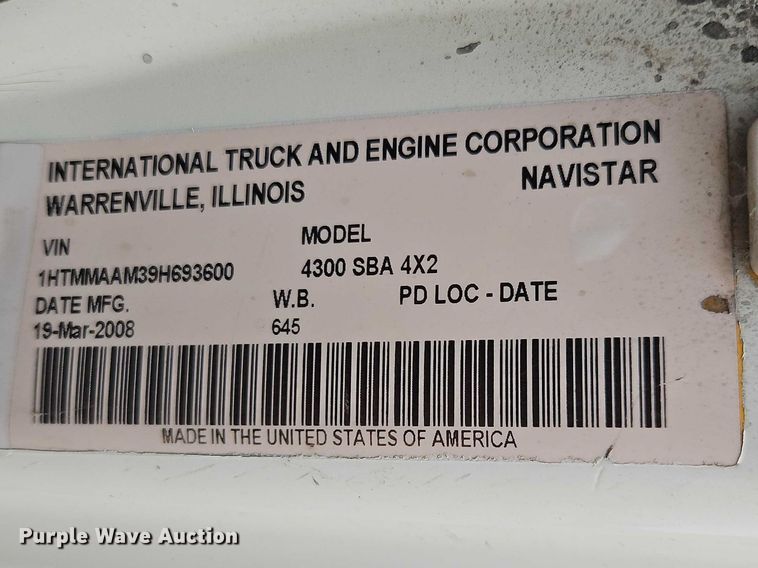 INTERNATIONAL TRUCK AND ENGINE CORPORATION
WARRENVILLE, ILLINOIS NAVISTAR
VIN MODEL
1HTMMAAM39H693600 4300 SBA 4X2
DATE MFG. W.B. PD LOC - DATE
19-Mar-2008 645
MADE IN THE UNITED STATES OF AMERICA
Purple Wave Auction